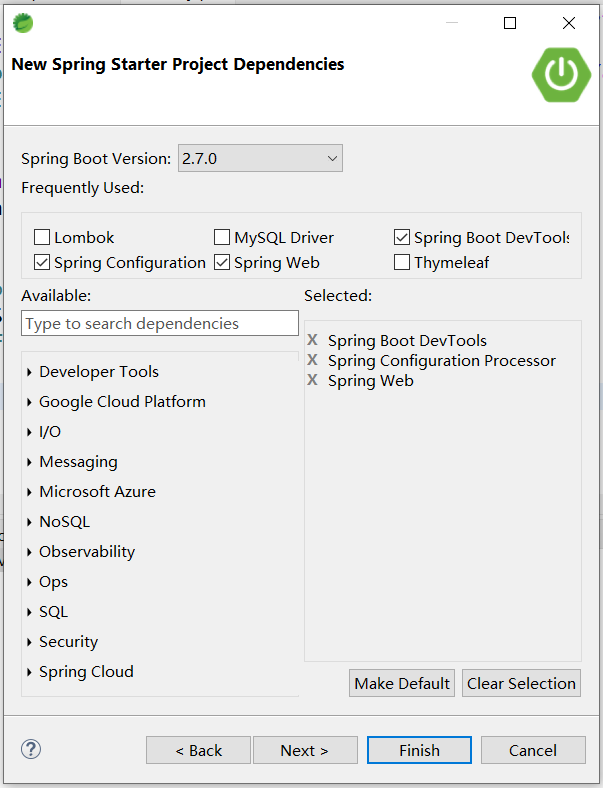 New Spring Starter Project Dependencies
Spring Boot Version: 2.7.0
Frequently Used:
Lombok MySQL Driver Spring Boot DevTools
Spring Configuration Spring Web Thymeleaf
Available: Selected:
Type to search dependencies
X Spring Boot DevTools
X Spring Configuration Processor
X Spring Web
Developer Tools
Google Cloud Platform
I/O
Messaging
Microsoft Azure
NoSQL
Observability
Ops
SQL
Security
Spring Cloud
Make Default Clear Selection
? < Back Next > Finish Cancel